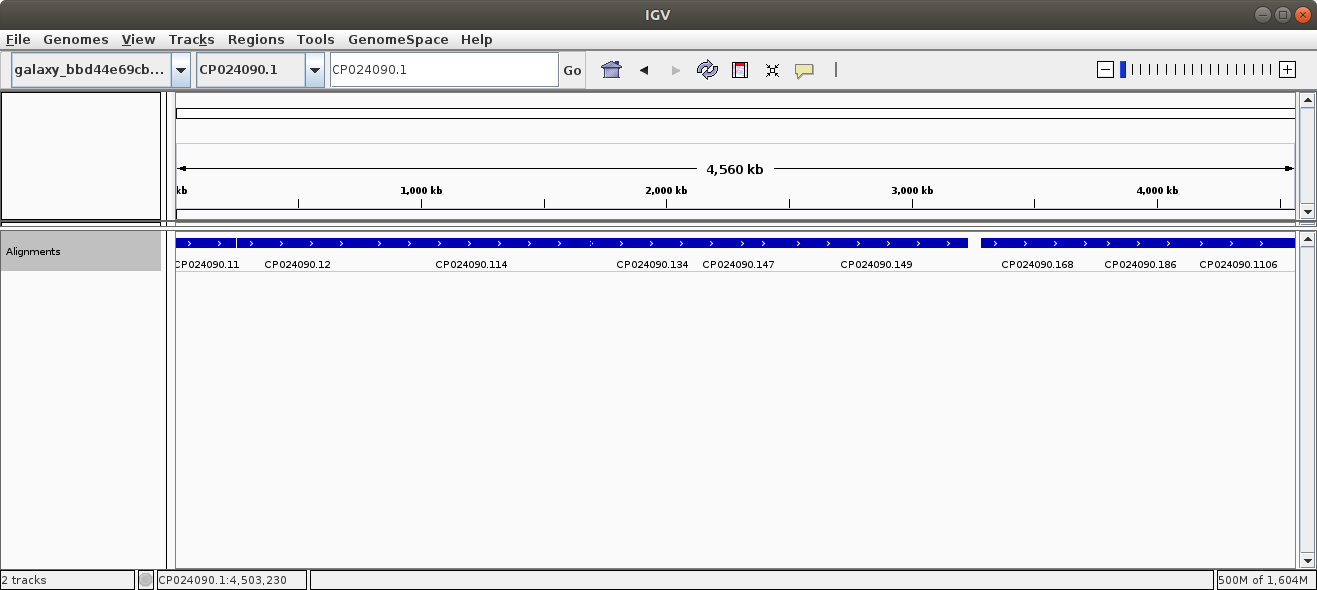 IGV
File Genomes View Tracks Regions Tools GenomeSpace Help
galaxy_bbd44e69cb... CP024090.1 CP024090.1 Go
4,560 kb
kb 1,000 kb 2,000 kb 3,000 kb 4,000 kb
Alignments
CP024090.11 CP024090.12 CP024090.114 CP024090.134 CP024090.147 CP024090.149 CP024090.168 CP024090.186 CP024090.1106
2 tracks CP024090.1:4,503,230 500M of 1,604M